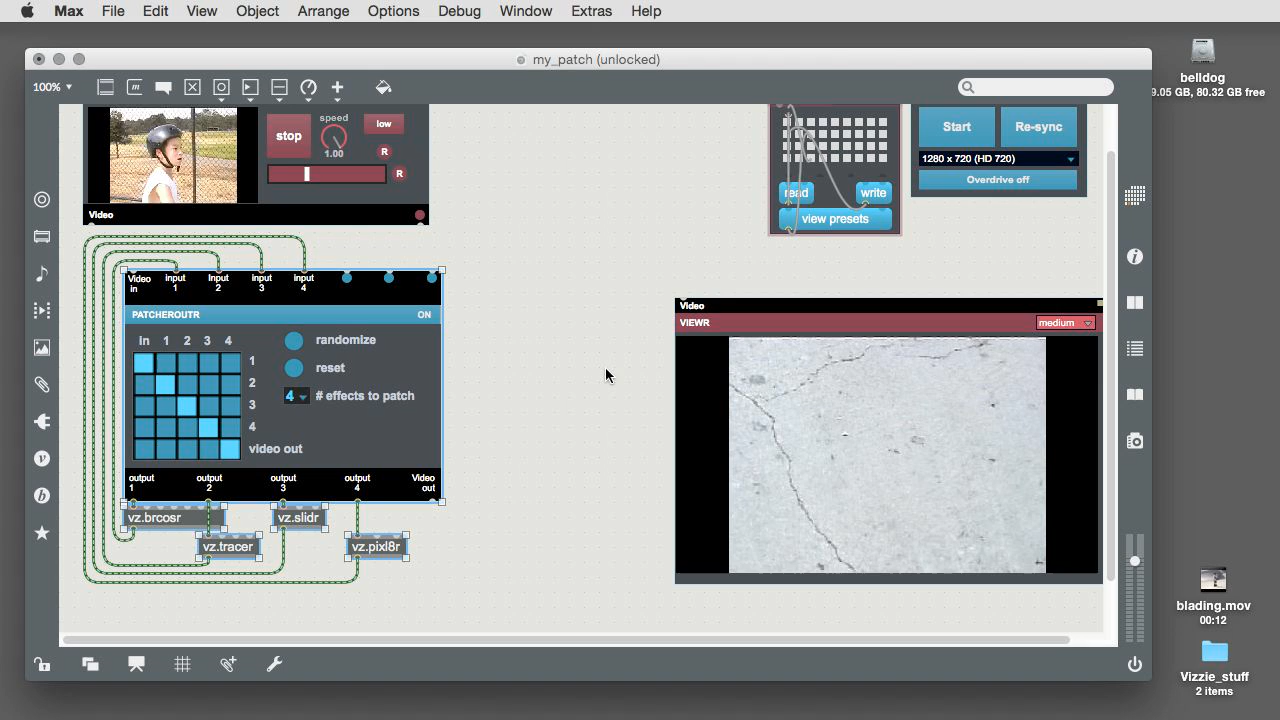 Max File Edit View Object Arrange Options Debug Window Extras Help
my_patch (unlocked)
100%
belldog
9.05 GB, 80.32 GB free
stop
speed
1.00
low
R
R
Video
read
write
view presets
Start
Re-sync
1280 x 720 (HD 720)
Overdrive off
Video in
input 1
Input 2
input 3
Input 4
PATCHEROUTR
ON
in 1 2 3 4
1
2
3
4
video out
randomize
reset
4 # effects to patch
output 1
output 2
output 3
output 4
Video out
vz.brcosr
vz.slidr
vz.tracer
vz.pixl8r
Video
VIEWR
medium
blading.mov
00:12
Vizzie_stuff
2 items